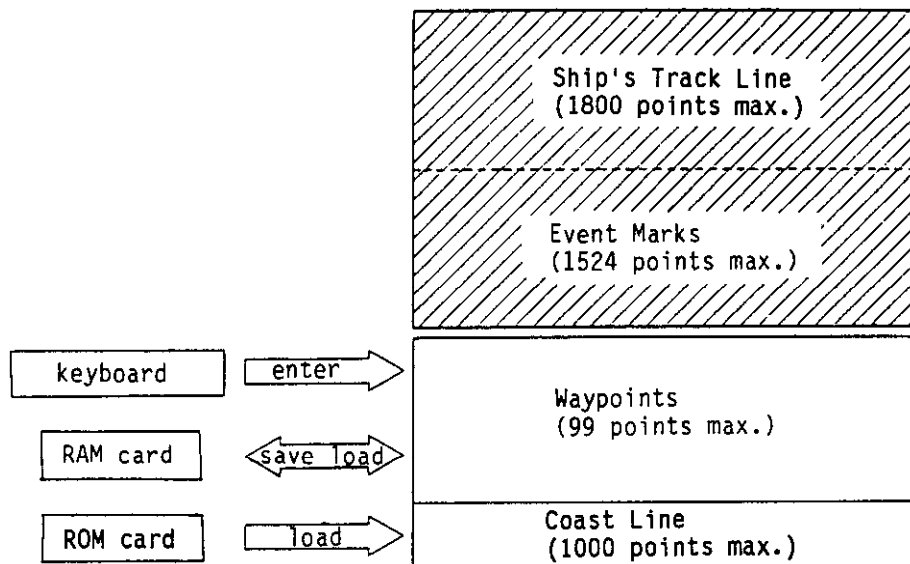 Ship's Track Line
(1800 points max.)
Event Marks
(1524 points max.)
keyboard
enter
Waypoints
(99 points max.)
RAM card
save load
ROM card
load
Coast Line
(1000 points max.)